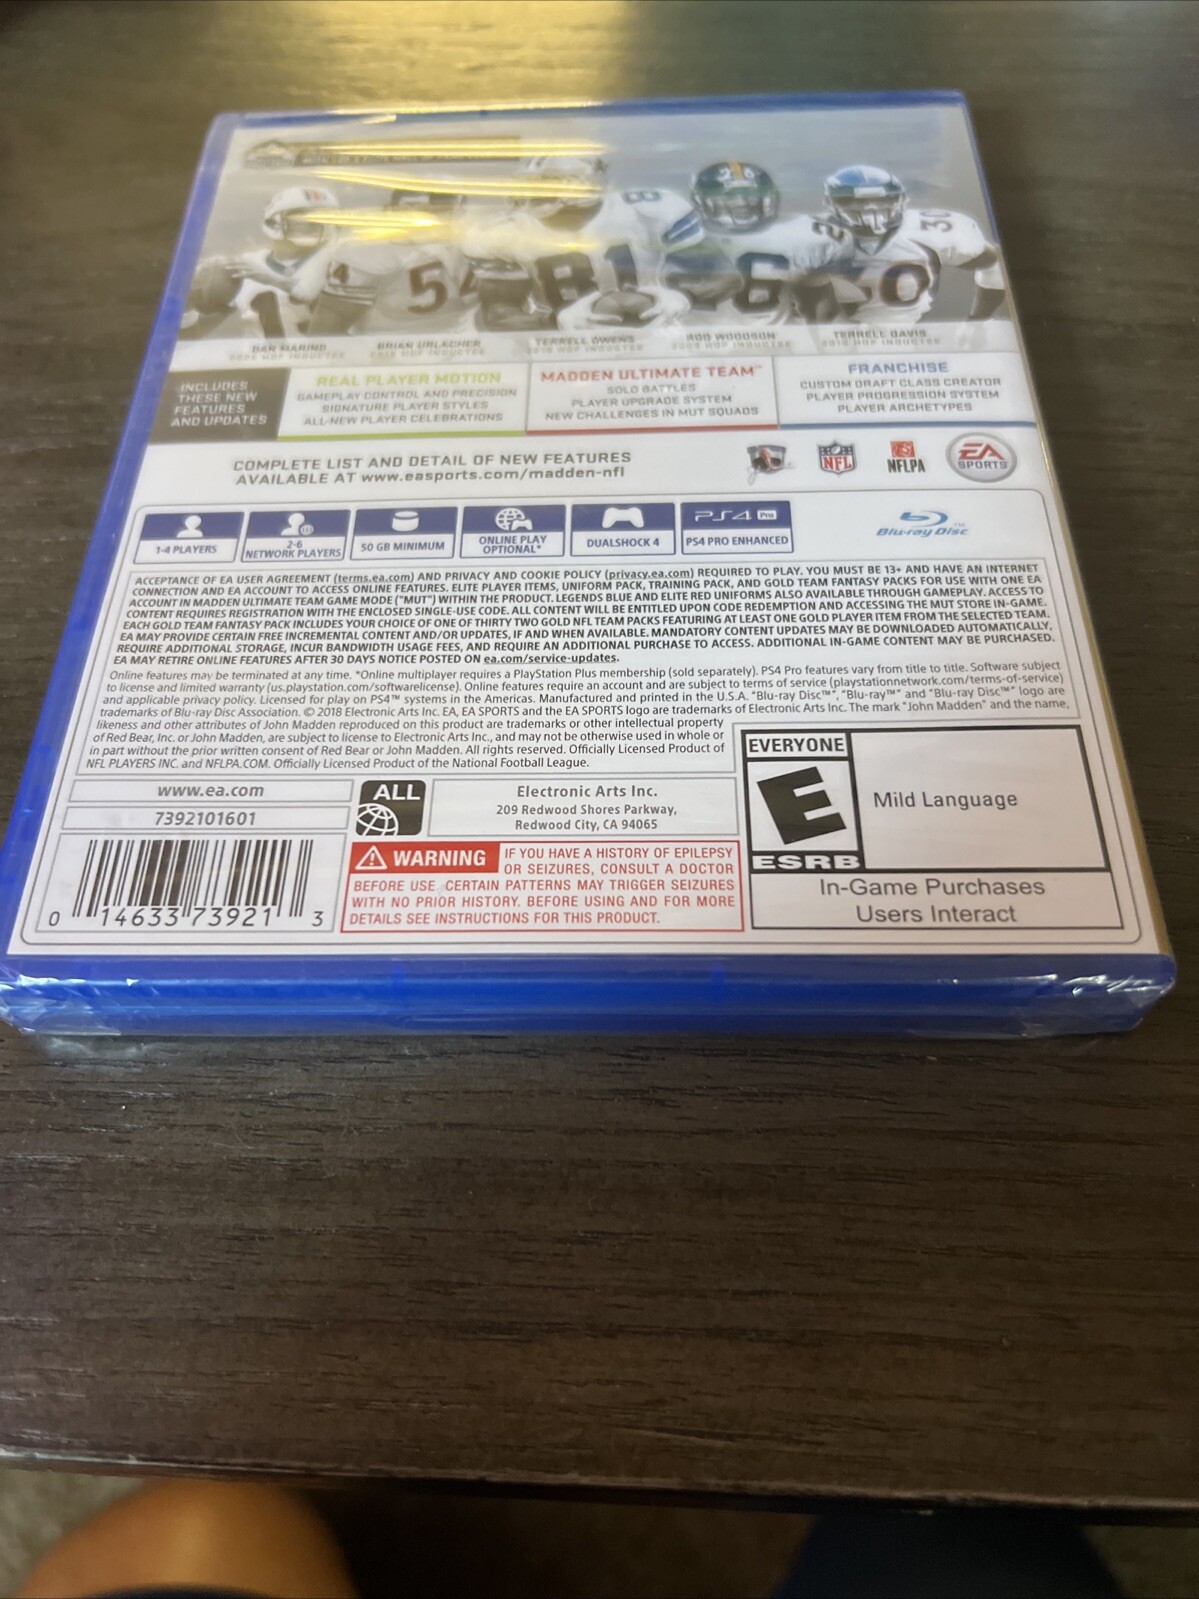 8
26
30
1
4
54
81
26
30
DAN MARINO
BRIAN URLACHER
TERRELL OWENS
ROD WOODSON
TERRELL DAVIS
INCLUDES
THESE NEW
FEATURES
AND UPDATES
REAL PLAYER MOTION
GAMEPLAY CONTROL AND PRECISION
SIGNATURE PLAYER STYLES
ALL-NEW PLAYER CELEBRATIONS
MADDEN ULTIMATE TEAM™
SOLO BATTLES
PLAYER UPGRADE SYSTEM
NEW CHALLENGES IN MUT SQUADS
FRANCHISE
CUSTOM DRAFT CLASS CREATOR
PLAYER PROGRESSION SYSTEM
PLAYER ARCHETYPES
COMPLETE LIST AND DETAIL OF NEW FEATURES
AVAILABLE AT www.easports.com/madden-nfl
NFL
NFLPA
EA
SPORTS
1-4 PLAYERS
2-6
NETWORK PLAYERS
50 GB MINIMUM
ONLINE PLAY
OPTIONAL*
DUALSHOCK 4
PS4 Pro
PS4 PRO ENHANCED
Blu-ray Disc™
ACCEPTANCE OF EA USER AGREEMENT (terms.ea.com) AND PRIVACY AND COOKIE POLICY (privacy.ea.com) REQUIRED TO PLAY. YOU MUST BE 13+ AND HAVE AN INTERNET
CONNECTION AND EA ACCOUNT TO ACCESS ONLINE FEATURES. ELITE PLAYER ITEMS, UNIFORM PACK, TRAINING PACK, AND GOLD TEAM FANTASY PACKS FOR USE WITH ONE EA
ACCOUNT IN MADDEN ULTIMATE TEAM GAME MODE ("MUT") WITHIN THE PRODUCT. LEGENDS BLUE AND ELITE RED UNIFORMS ALSO AVAILABLE THROUGH GAMEPLAY. ACCESS TO
CONTENT REQUIRES REGISTRATION WITH THE ENCLOSED SINGLE-USE CODE. ALL CONTENT WILL BE ENTITLED UPON CODE REDEMPTION AND ACCESSING THE MUT STORE IN-GAME.
EACH GOLD TEAM FANTASY PACK INCLUDES YOUR CHOICE OF ONE OF THIRTY TWO GOLD NFL TEAM PACKS FEATURING AT LEAST ONE GOLD PLAYER ITEM FROM THE SELECTED TEAM.
EA MAY PROVIDE CERTAIN FREE INCREMENTAL CONTENT AND/OR UPDATES, IF AND WHEN AVAILABLE. MANDATORY CONTENT UPDATES MAY BE DOWNLOADED AUTOMATICALLY,
REQUIRE ADDITIONAL STORAGE, INCUR BANDWIDTH USAGE FEES, AND REQUIRE AN ADDITIONAL PURCHASE TO ACCESS. ADDITIONAL IN-GAME CONTENT MAY BE PURCHASED.
EA MAY RETIRE ONLINE FEATURES AFTER 30 DAYS NOTICE POSTED ON ea.com/service-updates.
Online features may be terminated at any time. *Online multiplayer requires a PlayStation Plus membership (sold separately). PS4 Pro features vary from title to title. Software subject
to license and limited warranty (us.playstation.com/softwarelicense). Online features require an account and are subject to terms of service (playstationnetwork.com/terms-of-service)
and applicable privacy policy. Licensed for play on PS4™ systems in the Americas. Manufactured and printed in the U.S.A. "Blu-ray Disc™", "Blu-ray™" and "Blu-ray Disc™" logo are
trademarks of Blu-ray Disc Association. © 2018 Electronic Arts Inc. EA, EA SPORTS and the EA SPORTS logo are trademarks of Electronic Arts Inc. The mark "John Madden" and the name,
likeness and other attributes of John Madden reproduced on this product are trademarks or other intellectual property
of Red Bear, Inc. or John Madden, are subject to license to Electronic Arts Inc., and may not be otherwise used in whole or
in part without the prior written consent of Red Bear or John Madden. All rights reserved. Officially Licensed Product of
NFL PLAYERS INC. and NFLPA.COM. Officially Licensed Product of the National Football League.
www.ea.com
7392101601
ALL
Electronic Arts Inc.
209 Redwood Shores Parkway,
Redwood City, CA 94065
0 14633 73921 3
WARNING IF YOU HAVE A HISTORY OF EPILEPSY
OR SEIZURES, CONSULT A DOCTOR
BEFORE USE. CERTAIN PATTERNS MAY TRIGGER SEIZURES
WITH NO PRIOR HISTORY. BEFORE USING AND FOR MORE
DETAILS SEE INSTRUCTIONS FOR THIS PRODUCT.
EVERYONE
E
ESRB
Mild Language
In-Game Purchases
Users Interact